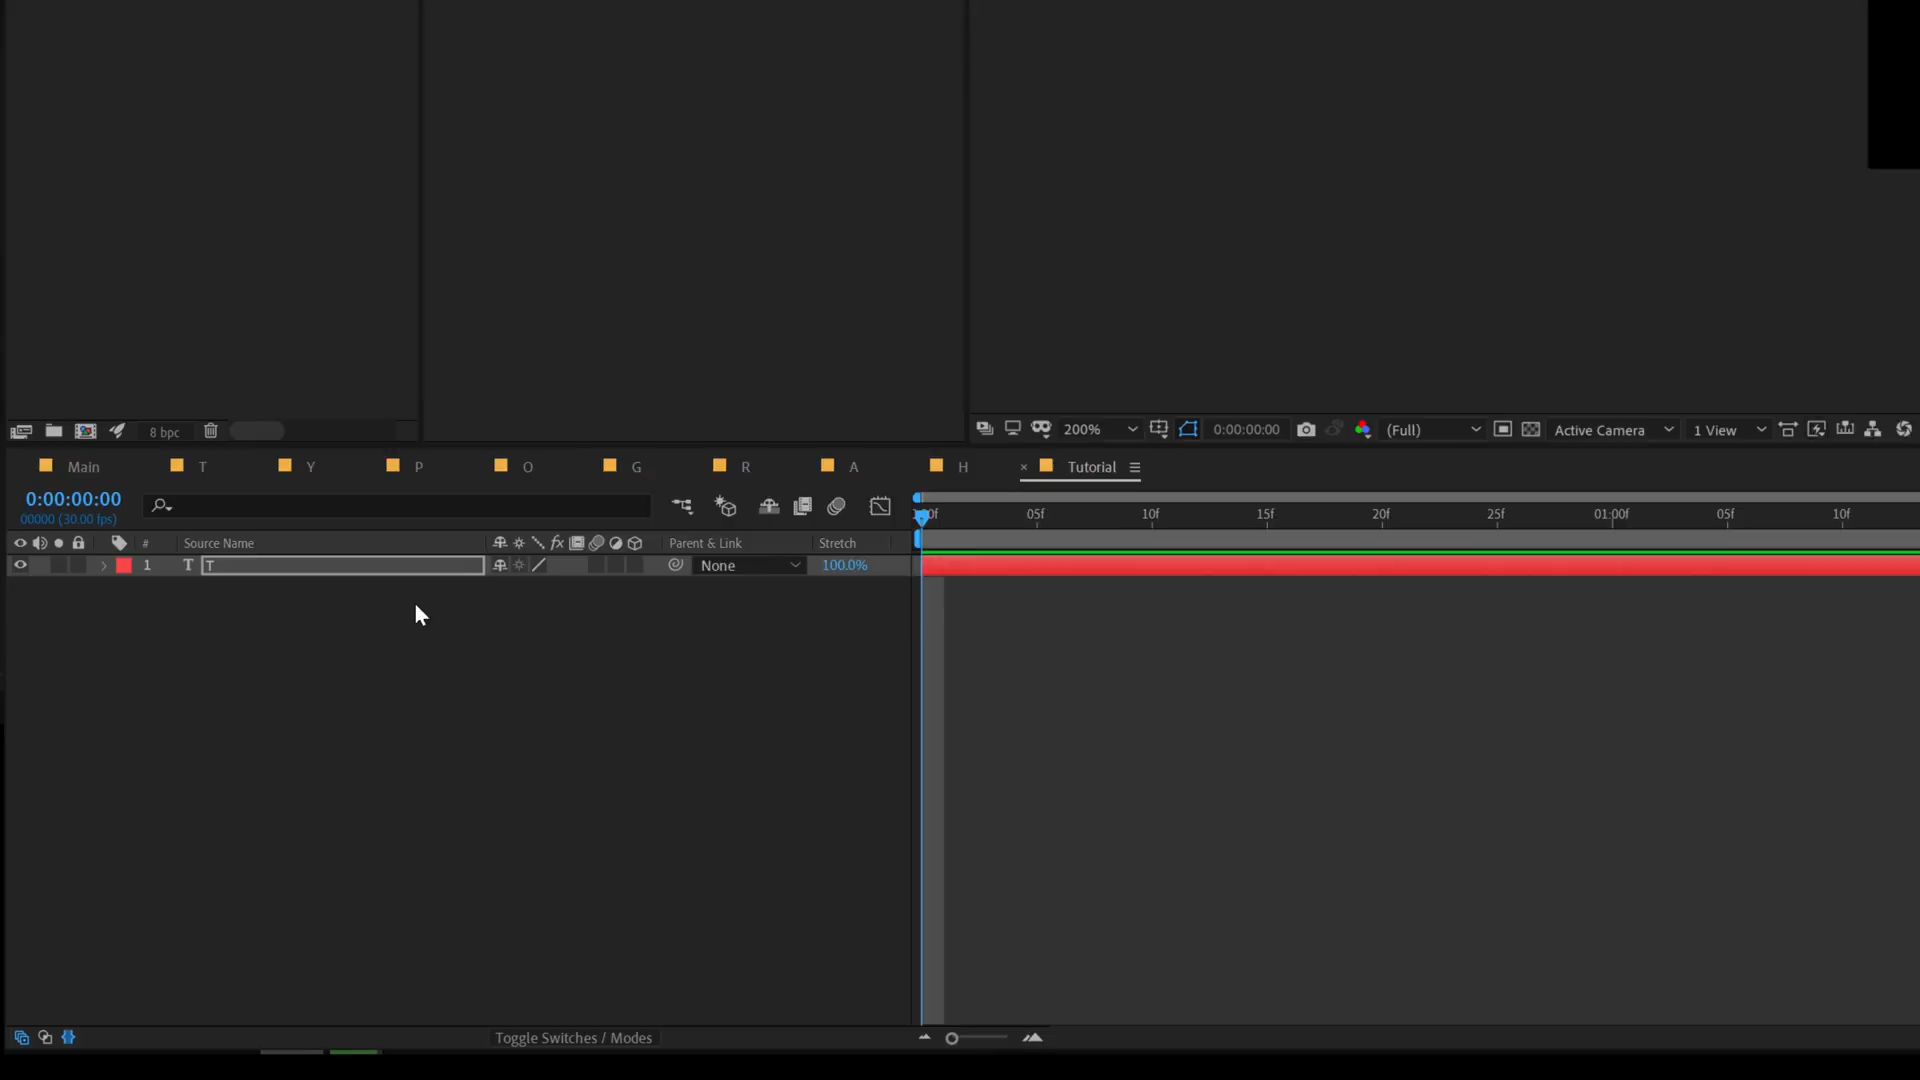 8 bpc
200%
0:00:00:00
(Full)
Active Camera
1 View
Main
T
Y
P
O
G
R
A
H
Tutorial
0:00:00:00
00000 (30.00 fps)
05f
10f
15f
20f
25f
01:00f
05f
10f
#
Source Name
fx
Parent & Link
Stretch
1
T
T
None
100.0%
Toggle Switches / Modes